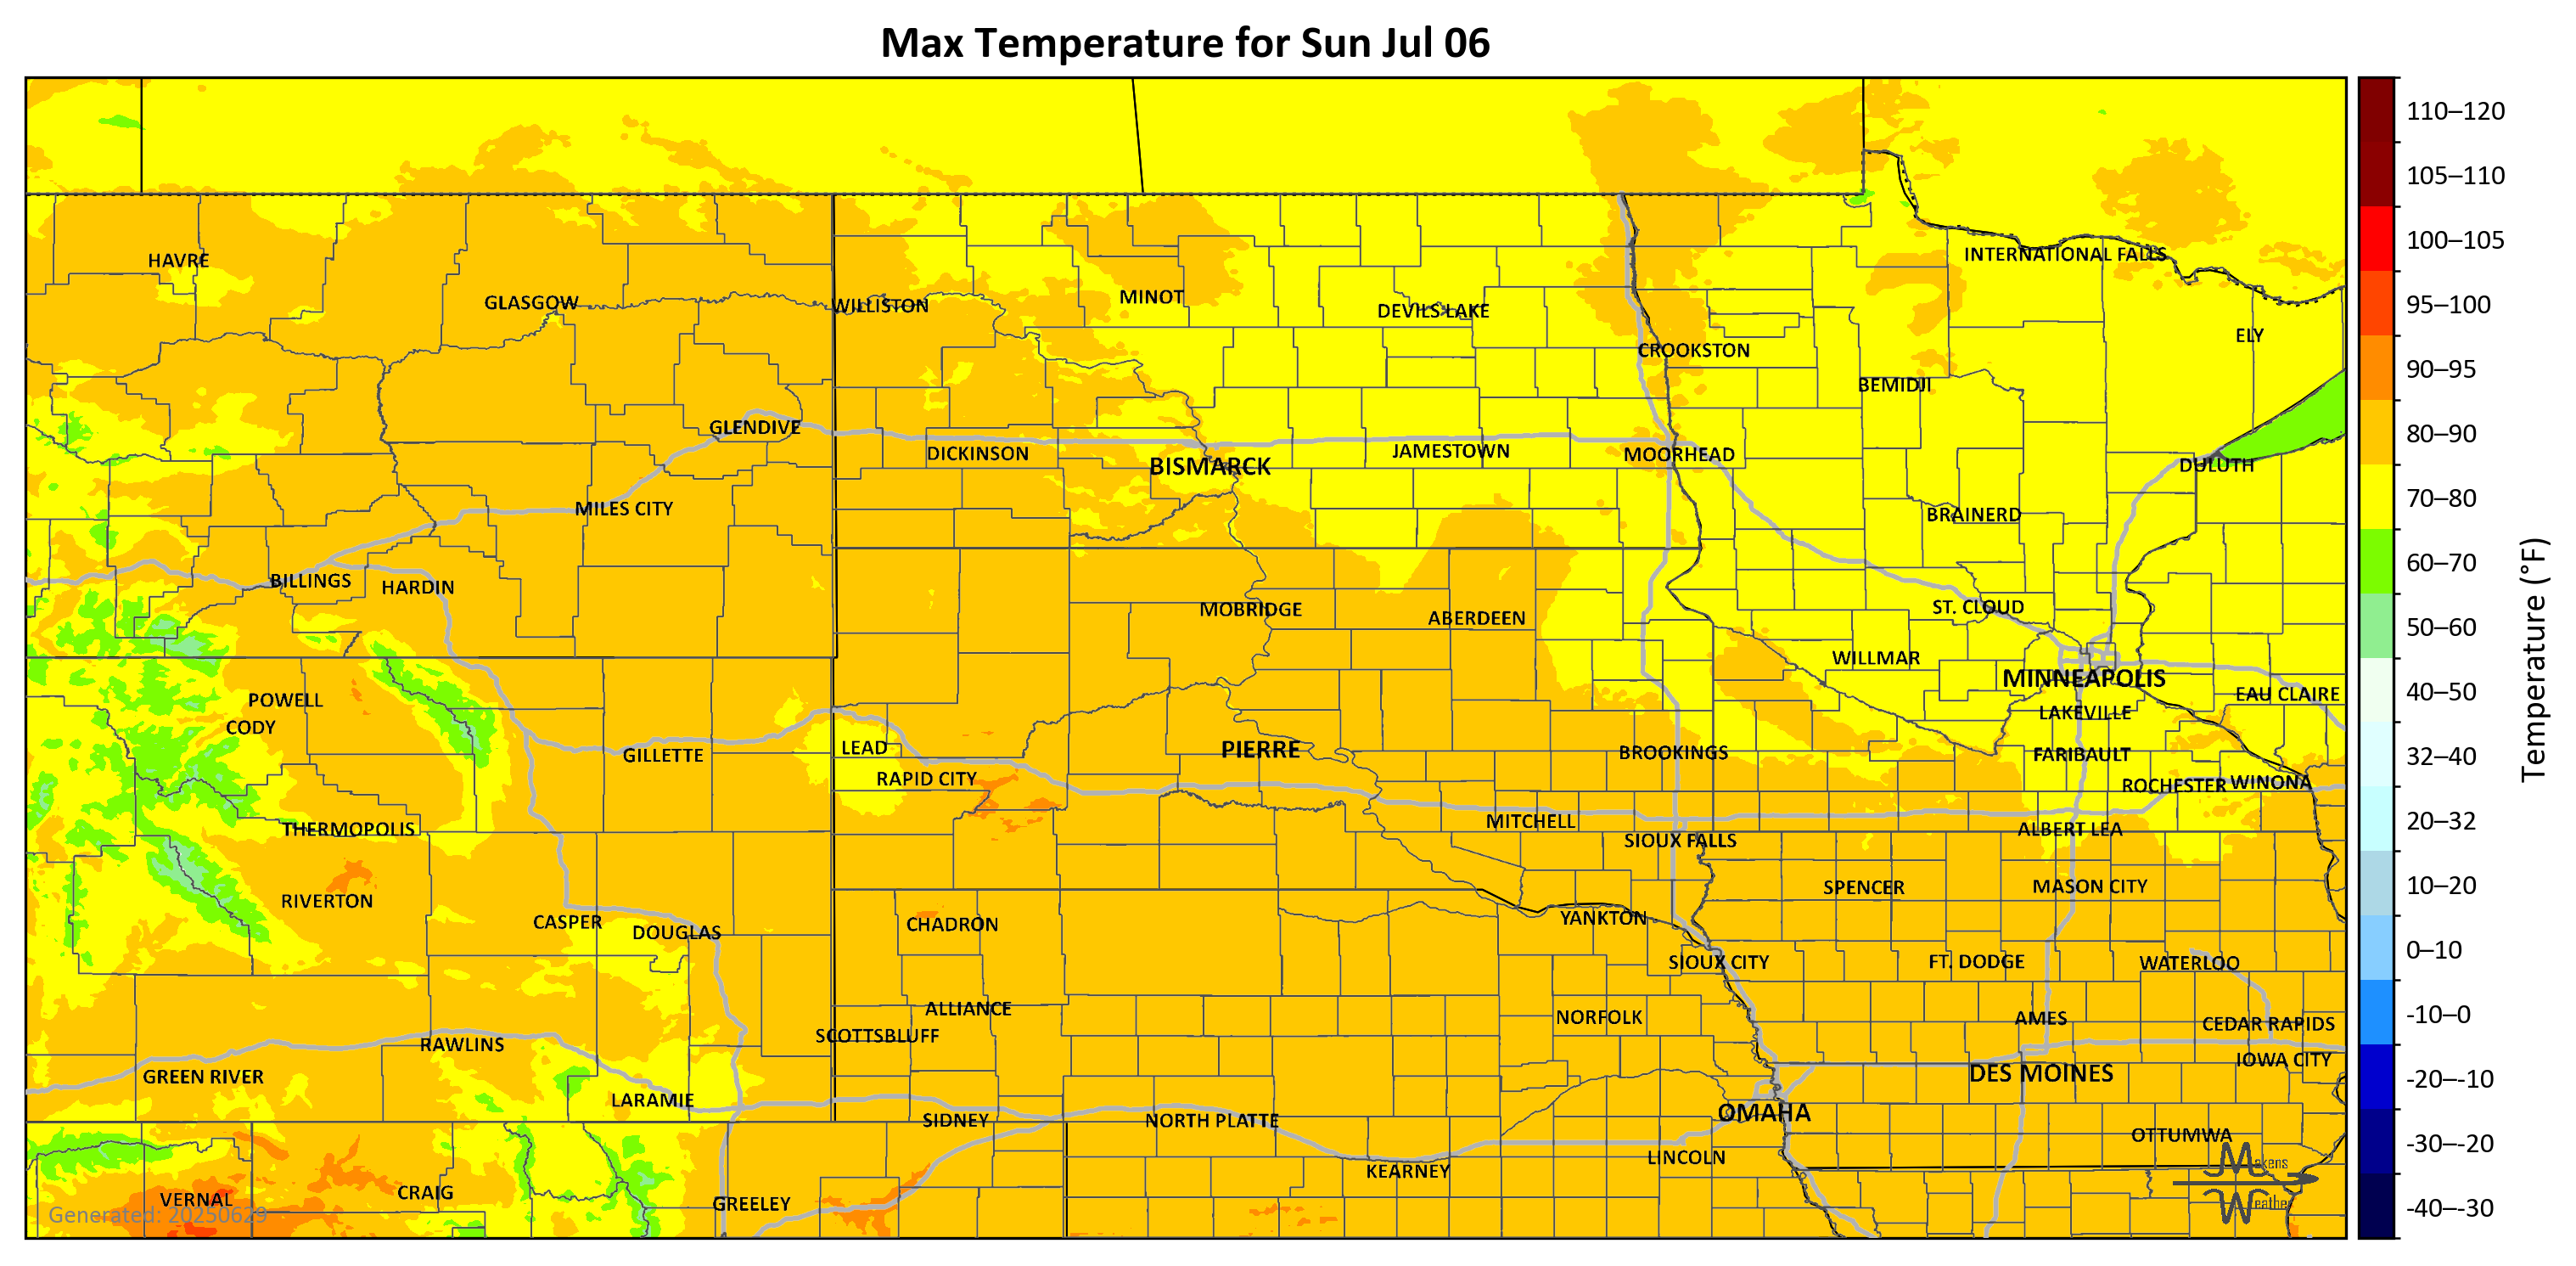 Max Temperature for Sun Jul 06
110–120
105–110
100–105
95–100
90–95
80–90
70–80
60–70
50–60
40–50
32–40
20–32
10–20
0–10
-10–0
-20–-10
-30–-20
-40–-30
Temperature (°F)
HAVRE
GLASGOW
WILLISTON
MINOT
DEVILS LAKE
INTERNATIONAL FALLS
ELY
CROOKSTON
BEMIDJI
GLENDIVE
DICKINSON
BISMARCK
JAMESTOWN
MOORHEAD
DULUTH
MILES CITY
BRAINERD
BILLINGS
HARDIN
MOBRIDGE
ABERDEEN
ST. CLOUD
WILLMAR
MINNEAPOLIS
EAU CLAIRE
POWELL
CODY
LAKEVILLE
GILLETTE
LEAD
PIERRE
BROOKINGS
FARIBAULT
RAPID CITY
ROCHESTER
WINONA
THERMOPOLIS
MITCHELL
SIOUX FALLS
ALBERT LEA
RIVERTON
SPENCER
MASON CITY
CASPER
DOUGLAS
CHADRON
YANKTON
SIOUX CITY
FT. DODGE
WATERLOO
ALLIANCE
NORFOLK
AMES
CEDAR RAPIDS
SCOTTSBLUFF
RAWLINS
IOWA CITY
GREEN RIVER
DES MOINES
LARAMIE
SIDNEY
NORTH PLATTE
OMAHA
OTTUMWA
LINCOLN
KEARNEY
VERNAL
CRAIG
GREELEY
Generated: 20250629
Makens
Weather